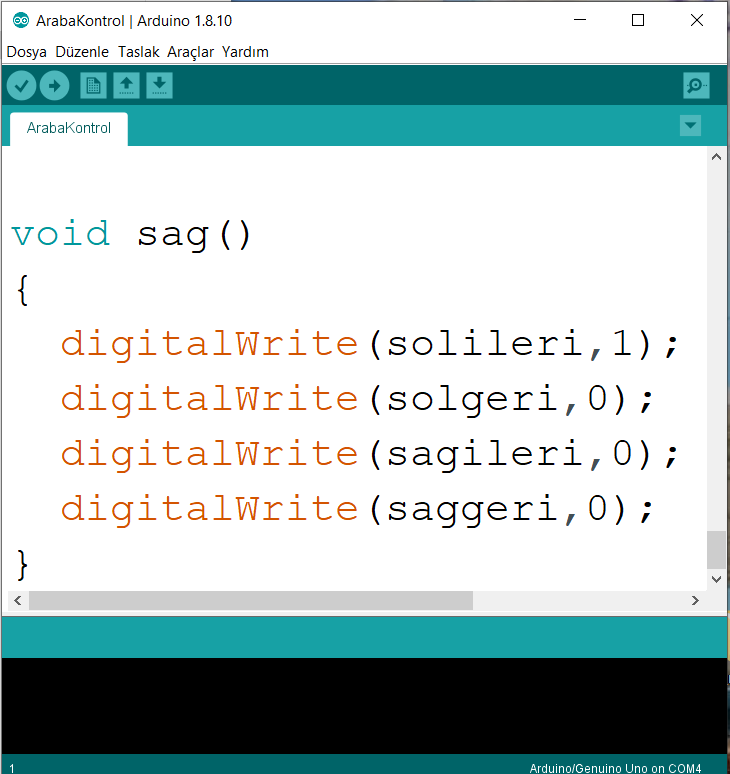 ArabaKontrol | Arduino 1.8.10
Dosya Düzenle Taslak Araçlar Yardım
ArabaKontrol
void sag()
{
digitalWrite(solileri,1);
digitalWrite(solgeri,0);
digitalWrite(sagileri,0);
digitalWrite(saggeri,0);
}
1 Arduino/Genuino Uno on COM4